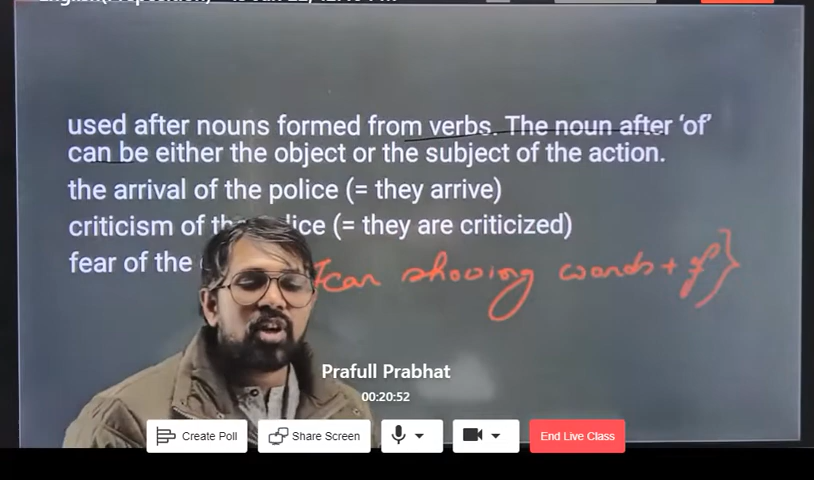 used after nouns formed from verbs. The noun after 'of'
can be either the object or the subject of the action.
the arrival of the police (= they arrive)
criticism of the lice (= they are criticized)
fear of the
Fear showing words + of }
Prafull Prabhat
00:20:52
Create Poll
Share Screen
End Live Class